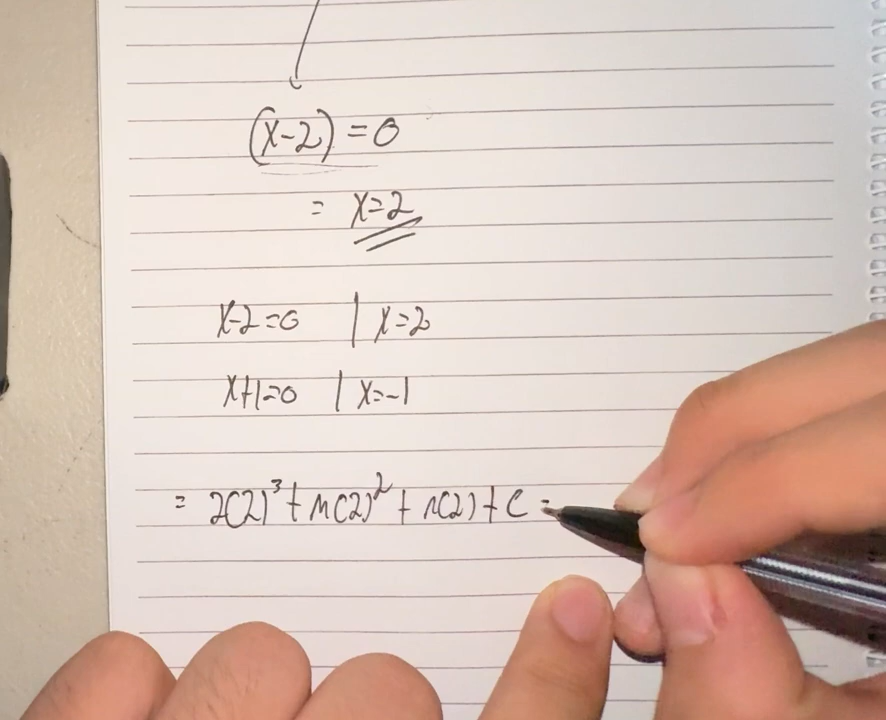 (x-2) = 0
= x=2
x-2=0 | x=2
x+1=0 | x=-1
= 2(2)³ + m(2)² + n(2) + c =